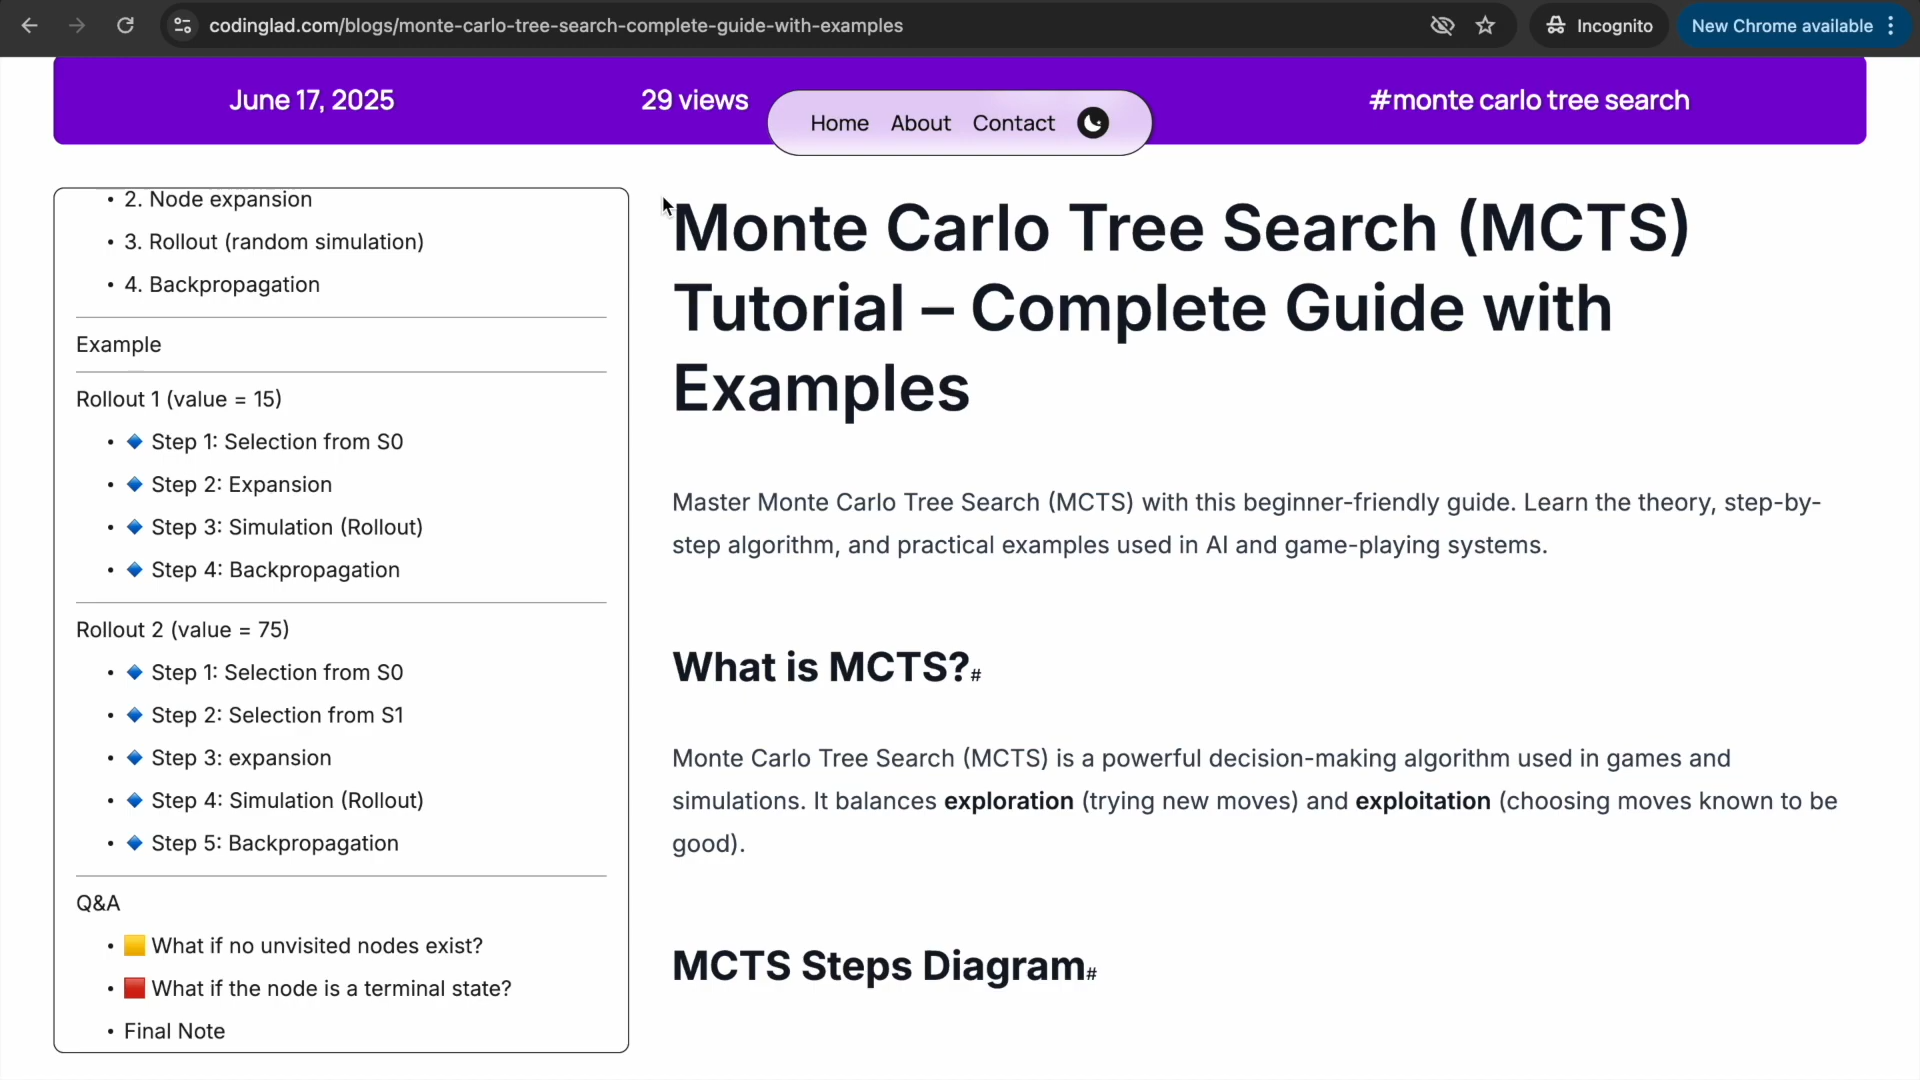 codinglad.com/blogs/monte-carlo-tree-search-complete-guide-with-examples
Incognito
New Chrome available
June 17, 2025
29 views
#monte carlo tree search
Home About Contact
• 2. Node expansion
• 3. Rollout (random simulation)
• 4. Backpropagation
Example
Rollout 1 (value = 15)
• 🔹 Step 1: Selection from S0
• 🔹 Step 2: Expansion
• 🔹 Step 3: Simulation (Rollout)
• 🔹 Step 4: Backpropagation
Rollout 2 (value = 75)
• 🔹 Step 1: Selection from S0
• 🔹 Step 2: Selection from S1
• 🔹 Step 3: expansion
• 🔹 Step 4: Simulation (Rollout)
• 🔹 Step 5: Backpropagation
Q&A
• 🟨 What if no unvisited nodes exist?
• 🟥 What if the node is a terminal state?
• Final Note
Monte Carlo Tree Search (MCTS)
Tutorial – Complete Guide with
Examples
Master Monte Carlo Tree Search (MCTS) with this beginner-friendly guide. Learn the theory, step-by-
step algorithm, and practical examples used in AI and game-playing systems.
What is MCTS?#
Monte Carlo Tree Search (MCTS) is a powerful decision-making algorithm used in games and
simulations. It balances exploration (trying new moves) and exploitation (choosing moves known to be
good).
MCTS Steps Diagram#